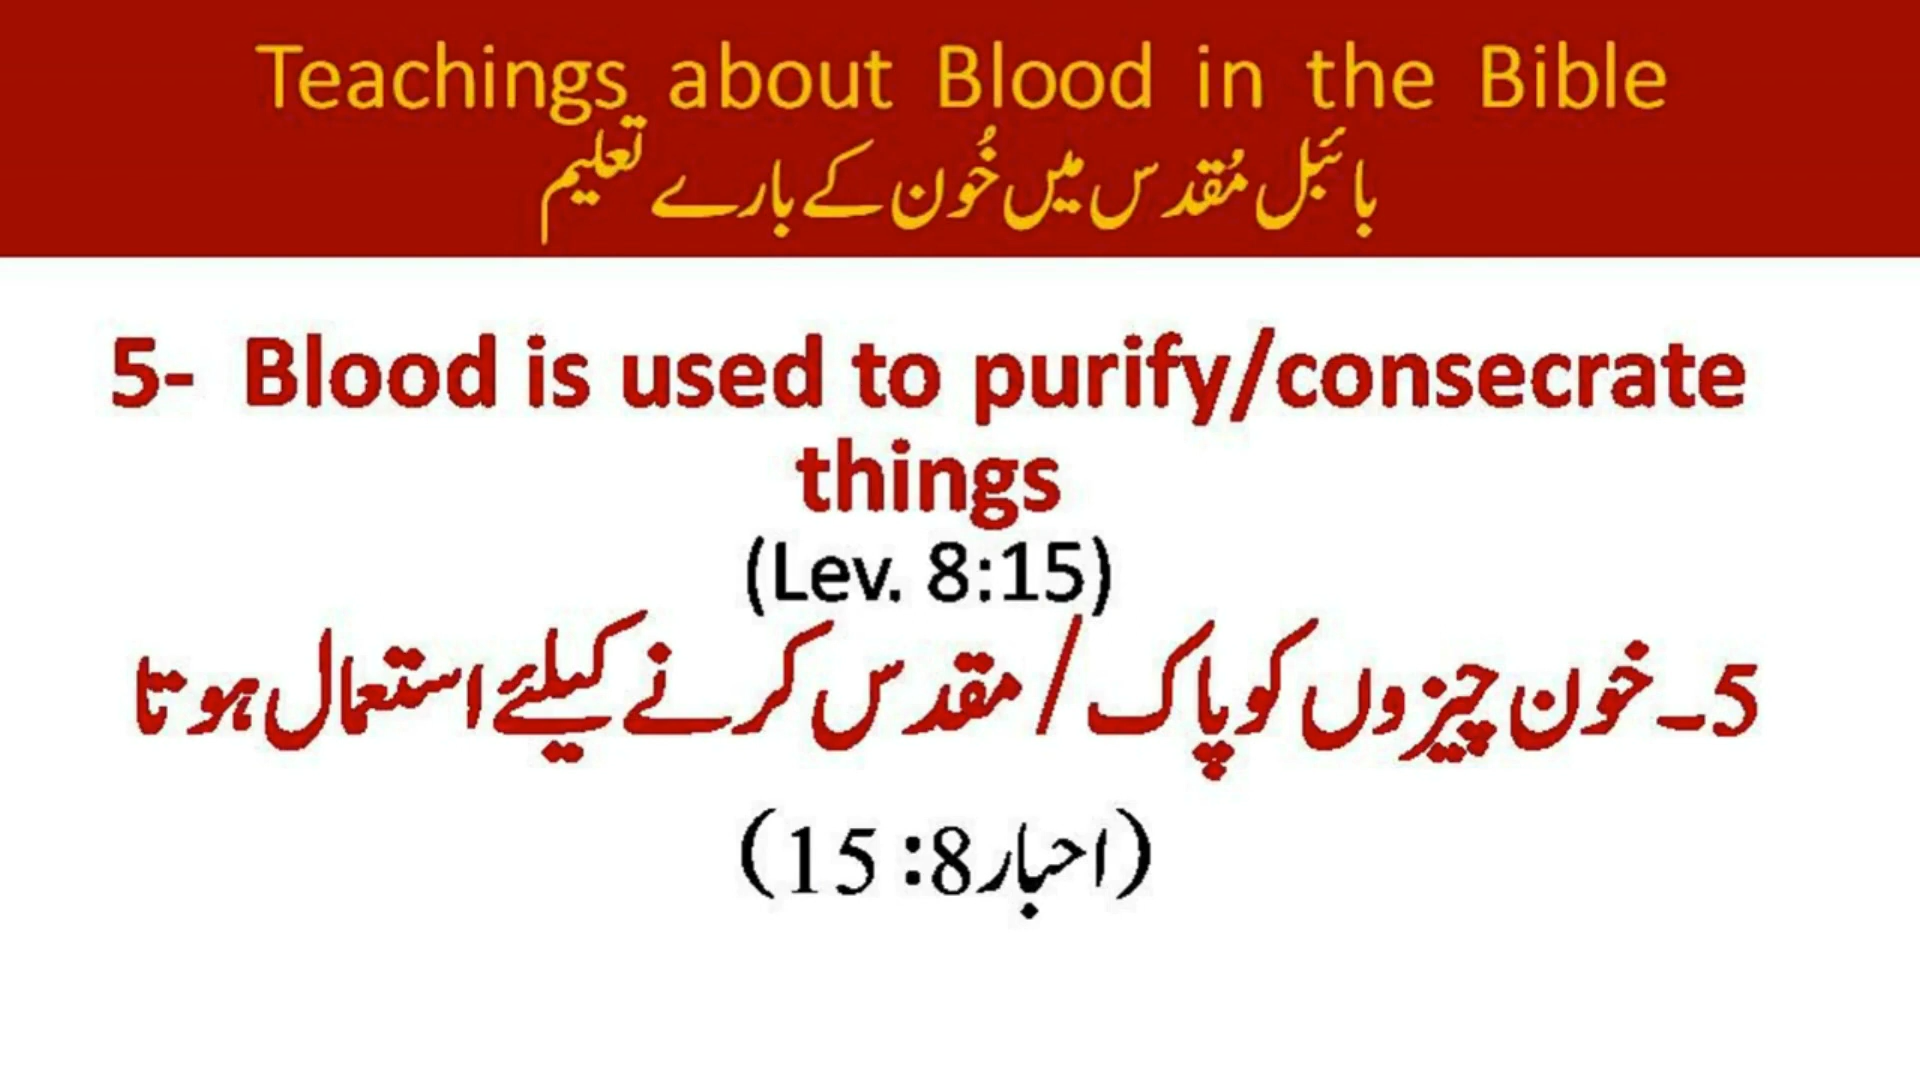 Teachings about Blood in the Bible
بائبل مُقدس میں خُون کے بارے تعلیم
5- Blood is used to purify/consecrate
things
(Lev. 8:15)
5۔ خون چیزوں کو پاک / مقدس کرنے کیلئے استعمال ہوتا
(احبار 8: 15)